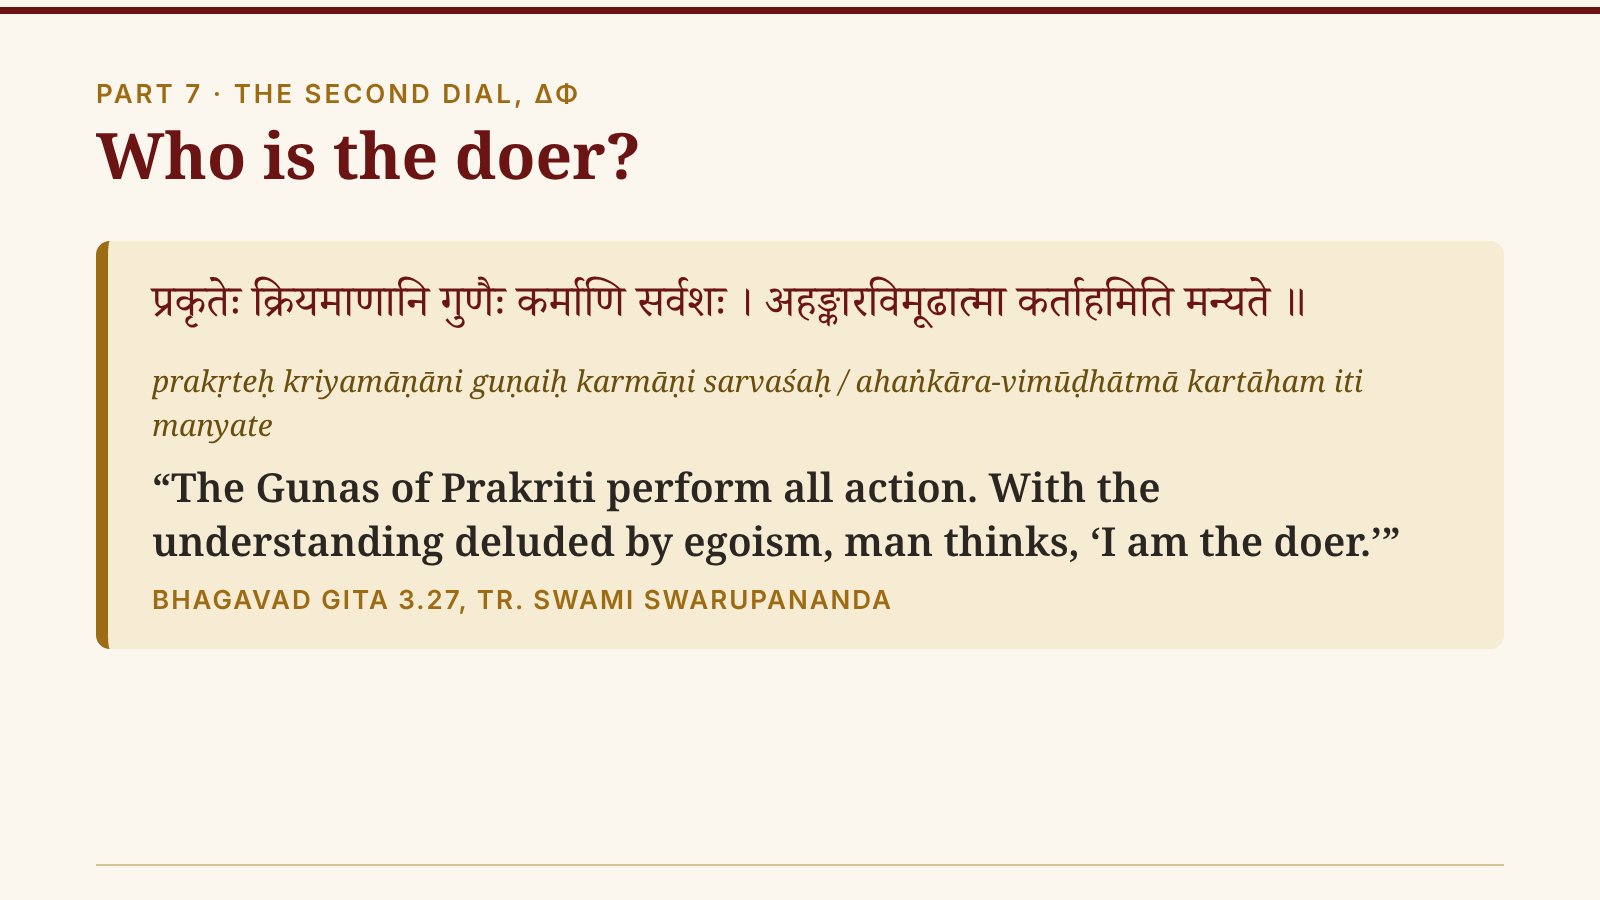 PART 7 · THE SECOND DIAL, ΔΦ
Who is the doer?
प्रकृतेः क्रियमाणानि गुणैः कर्माणि सर्वशः । अहङ्कारविमूढात्मा कर्ताहमिति मन्यते ॥
prakṛteḥ kriyamāṇāni guṇaiḥ karmāṇi sarvaśaḥ / ahaṅkāra-vimūḍhātmā kartāham iti
manyate
“The Gunas of Prakriti perform all action. With the
understanding deluded by egoism, man thinks, ‘I am the doer.’”
BHAGAVAD GITA 3.27, TR. SWAMI SWARUPANANDA